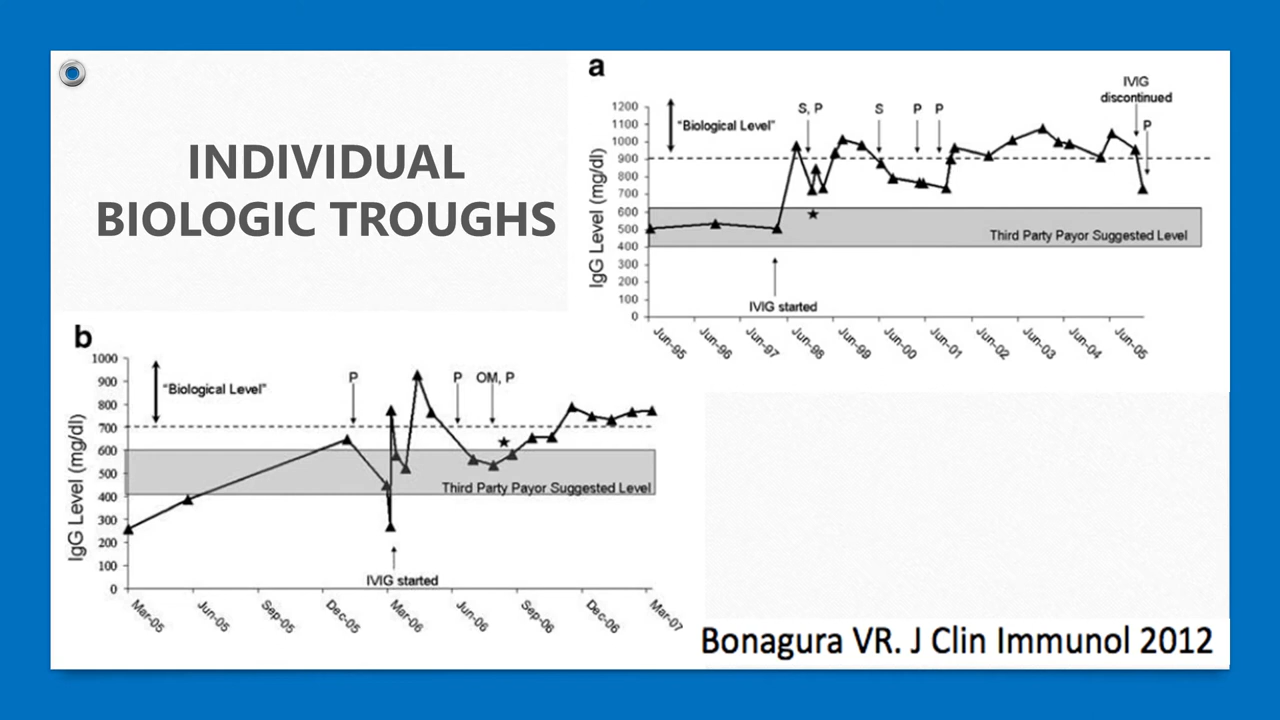 INDIVIDUAL
BIOLOGIC TROUGHS
a
IgG Level (mg/dl)
1200
1100
1000
900
800
700
600
500
400
300
200
100
0
"Biological Level"
S, P
S
P
P
IVIG
discontinued
P
Third Party Payor Suggested Level
IVIG started
Jun-95
Jun-96
Jun-97
Jun-98
Jun-99
Jun-00
Jun-01
Jun-02
Jun-03
Jun-04
Jun-05
b
IgG Level (mg/dl)
1000
900
800
700
600
500
400
300
200
100
0
"Biological Level"
P
P
OM, P
Third Party Payor Suggested Level
IVIG started
Mar-05
Jun-05
Sep-05
Dec-05
Mar-06
Jun-06
Sep-06
Dec-06
Mar-07
Bonagura VR. J Clin Immunol 2012